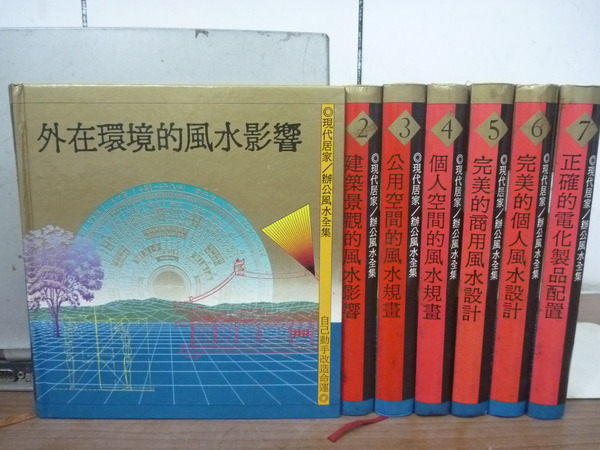 外在環境的風水影響
◎現代居家/辦公風水全集
自己動手改造命運◎
2
建築景觀的風水影響
◎現代居家/辦公風水全集
3
公用空間的風水規畫
◎現代居家/辦公風水全集
4
個人空間的風水規畫
◎現代居家/辦公風水全集
5
完美的商用風水設計
◎現代居家/辦公風水全集
6
完美的個人風水設計
◎現代居家/辦公風水全集
7
正確的電化製品配置
◎現代居家/辦公風水全集